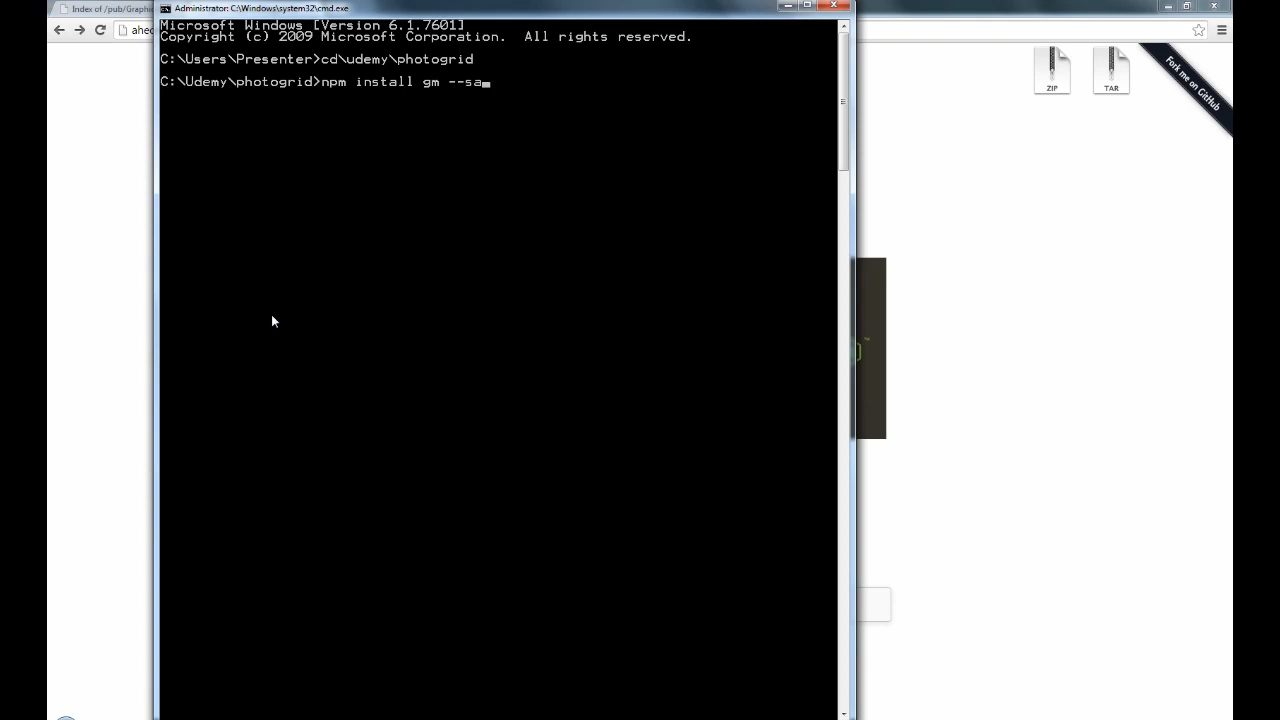 Index of /pub/Graphic
Administrator: C:\Windows\system32\cmd.exe
ahec
Microsoft Windows [Version 6.1.7601]
Copyright (c) 2009 Microsoft Corporation.  All rights reserved.
C:\Users\Presenter>cd\udemy\photogrid
C:\Udemy\photogrid>npm install gm --sa
ZIP
TAR
Fork me on GitHub